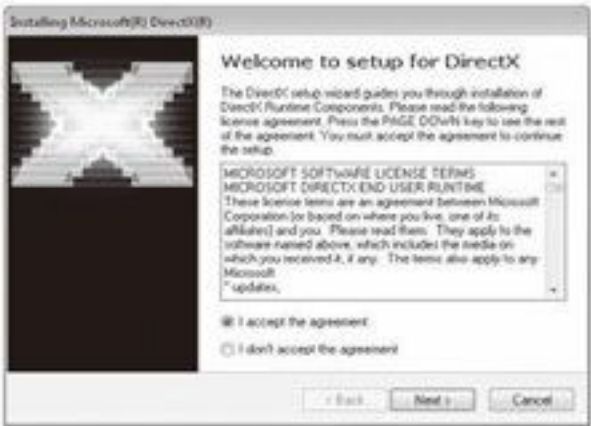 Installing Microsoft(R) DirectX(R)
Welcome to setup for DirectX
The DirectX setup wizard guides you through installation of
DirectX Runtime Components. Please read the following
license agreement. Press the PAGE DOWN key to see the rest
of the agreement. You must accept the agreement to continue
the setup.
MICROSOFT SOFTWARE LICENSE TERMS
MICROSOFT DIRECTX END USER RUNTIME
These license terms are an agreement between Microsoft
Corporation (or based on where you live, one of its
affiliates) and you. Please read them. They apply to the
software named above, which includes the media on
which you received it, if any. The terms also apply to any
Microsoft
* updates,
I accept the agreement
I don't accept the agreement
< Back
Next >
Cancel